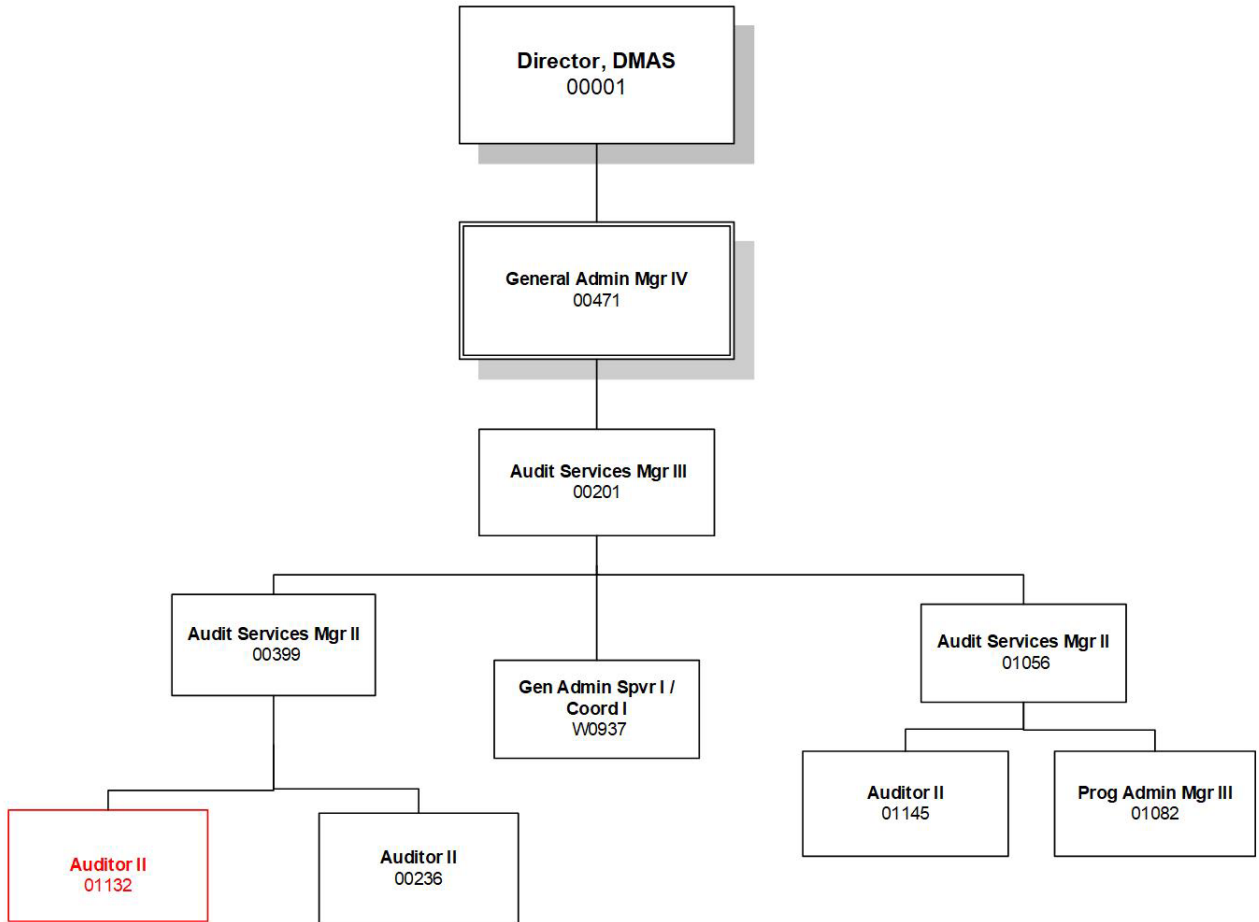 Director, DMAS
00001
General Admin Mgr IV
00471
Audit Services Mgr III
00201
Audit Services Mgr II
00399
Gen Admin Spvr I /
Coord I
W0937
Audit Services Mgr II
01056
Auditor II
01132
Auditor II
00236
Auditor II
01145
Prog Admin Mgr III
01082